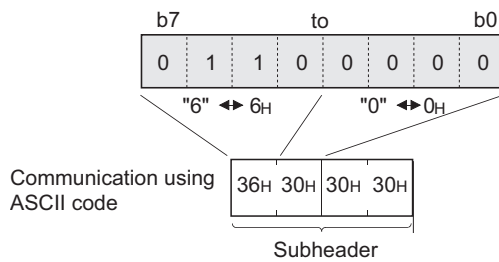 b7 to b0
0 1 1 0 0 0 0 0
"6" ↔ 6H "0" ↔ 0H
Communication using
ASCII code
36H 30H 30H 30H
Subheader